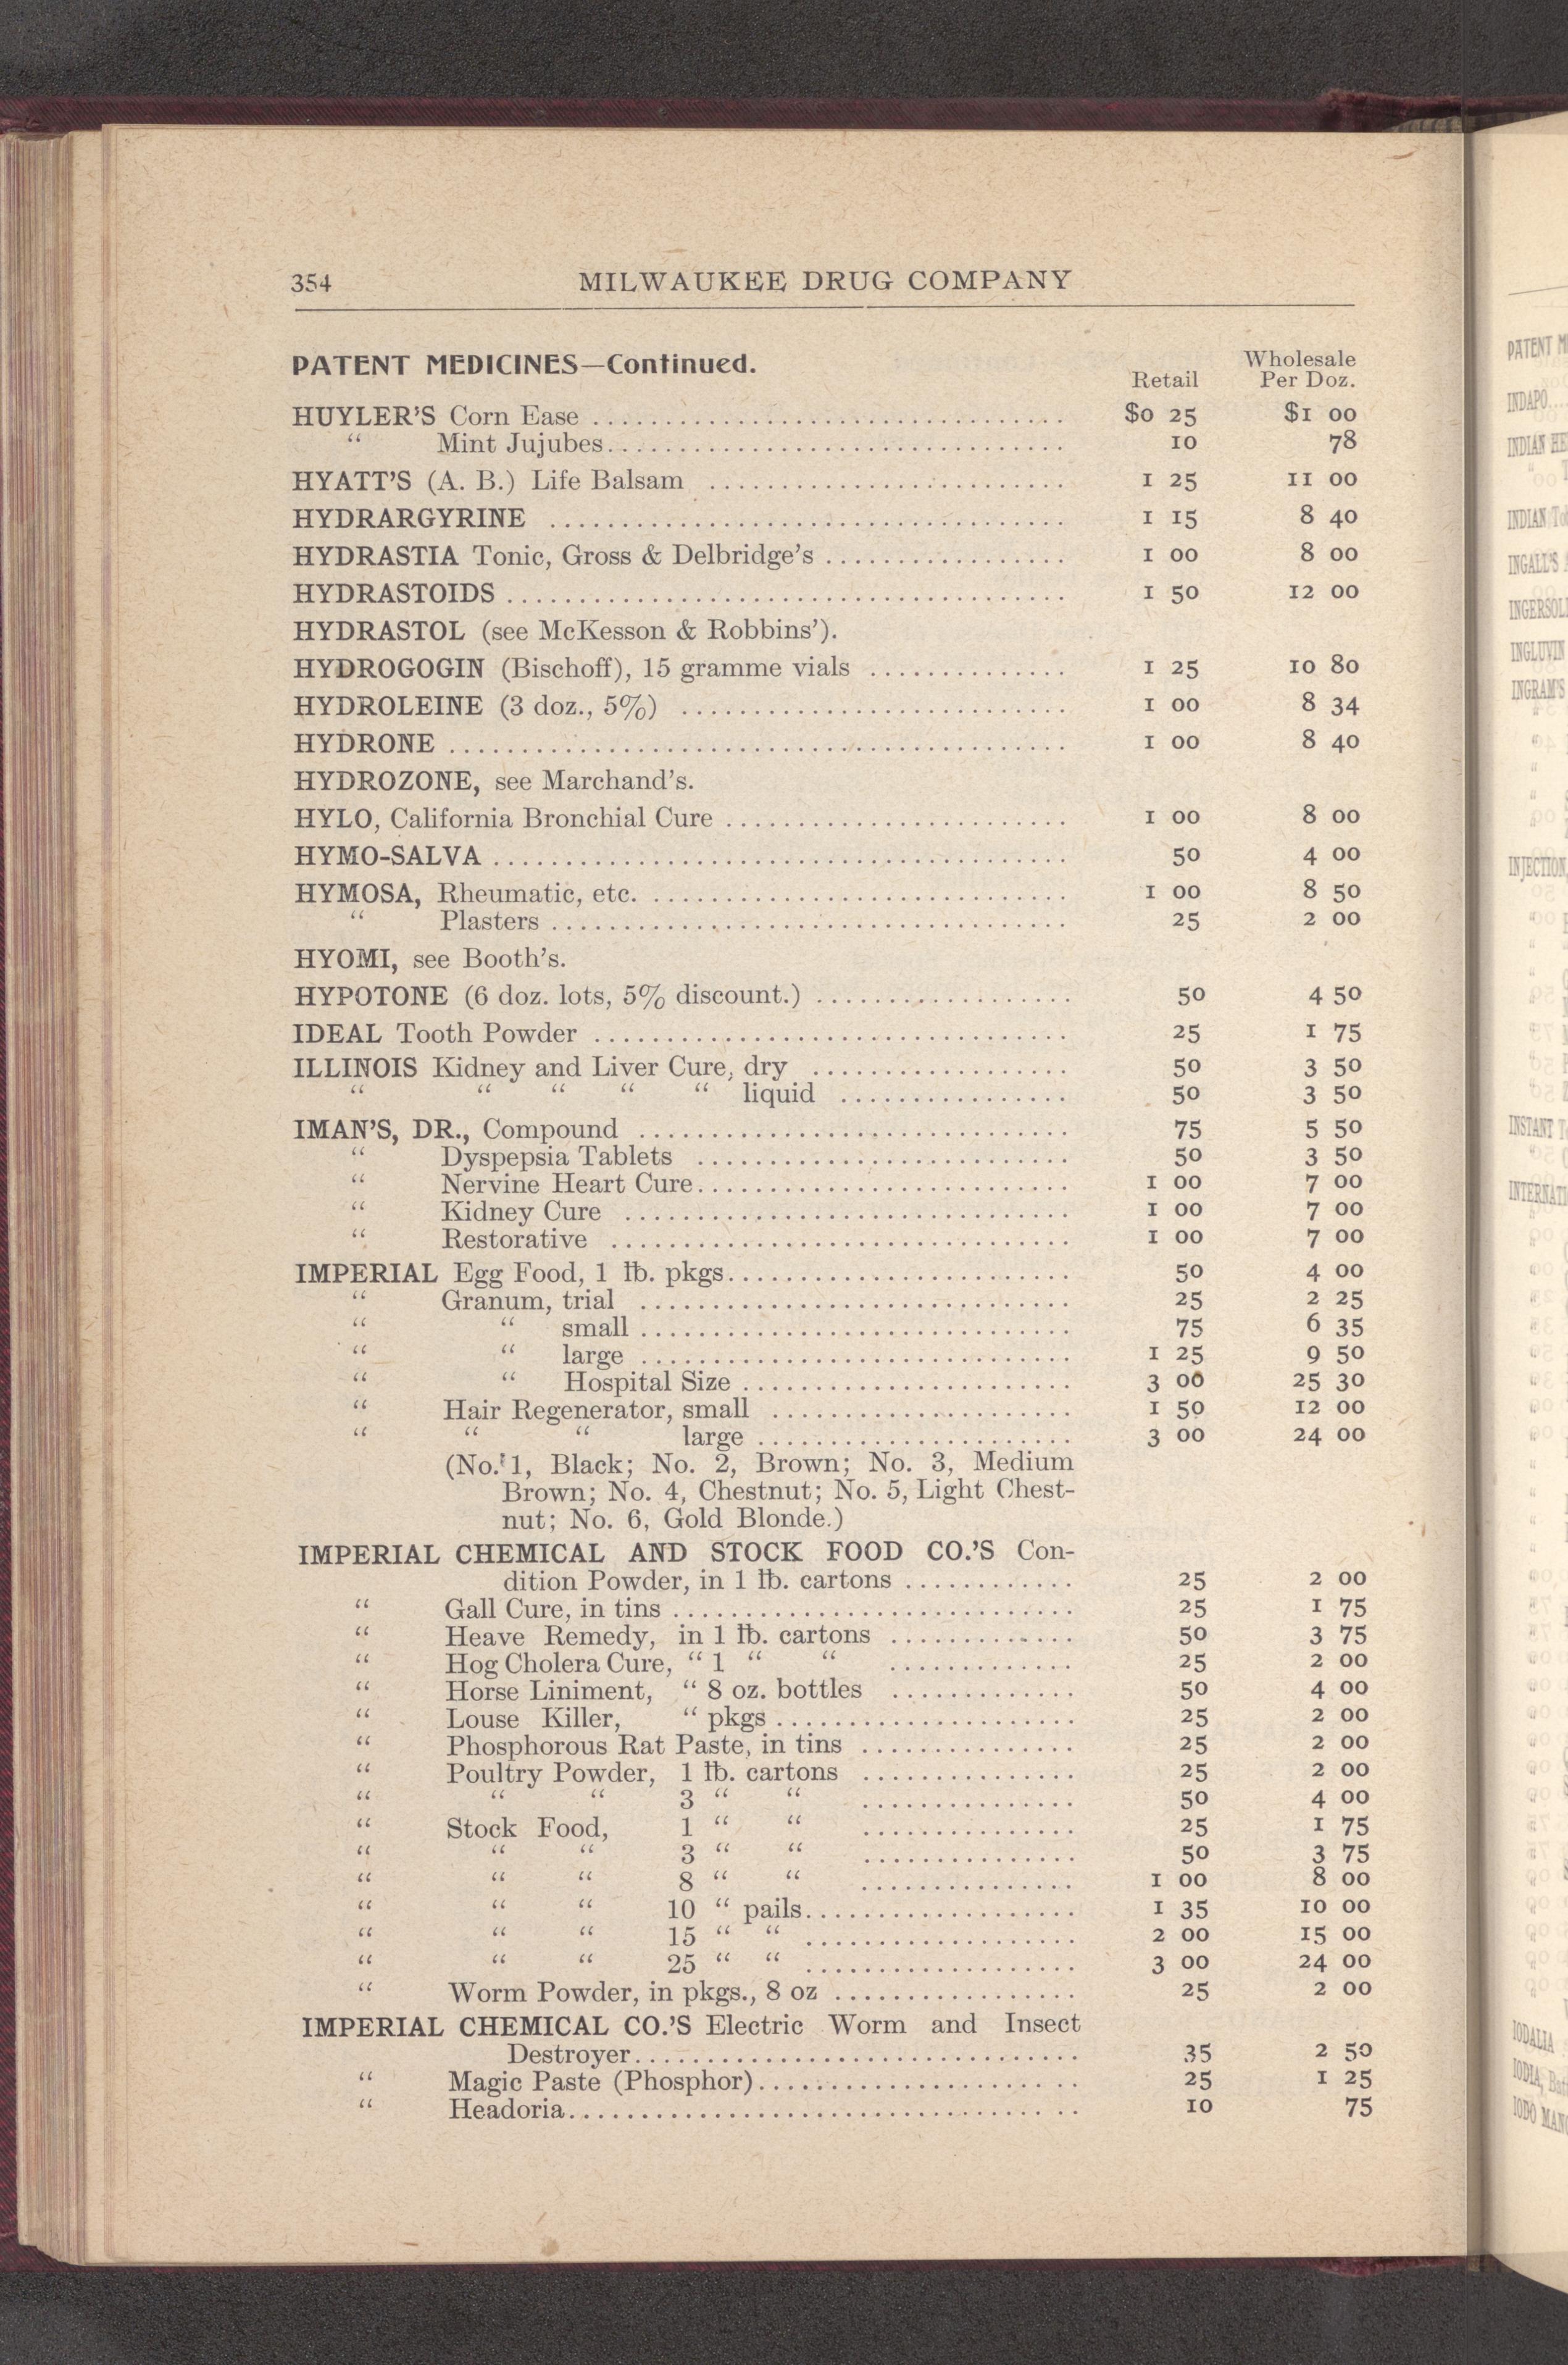 354 MILWAUKEE DRUG COMPANY
PATENT MEDICINES—Continued.
Wholesale
Retail Per Doz.
HUYLER'S Corn Ease ........ $0 25 $1 00
" Mint Jujubes........ 10 78
HYATT'S (A. B.) Life Balsam ........ 1 25 11 00
HYDRARGYRINE ........ 1 15 8 40
HYDRASTIA Tonic, Gross & Delbridge's ........ 1 00 8 00
HYDRASTOIDS ........ 1 50 12 00
HYDRASTOL (see McKesson & Robbins').
HYDROGOGIN (Bischoff), 15 gramme vials ........ 1 25 10 80
HYDROLEINE (3 doz., 5%) ........ 1 00 8 34
HYDRONE ........ 1 00 8 40
HYDROZONE, see Marchand's.
HYLO, California Bronchial Cure ........ 1 00 8 00
HYMO-SALVA ........ 50 4 00
HYMOSA, Rheumatic, etc. ........ 1 00 8 50
" Plasters ........ 25 2 00
HYOMI, see Booth's.
HYPOTONE (6 doz. lots, 5% discount.) ........ 50 4 50
IDEAL Tooth Powder ........ 25 1 75
ILLINOIS Kidney and Liver Cure, dry ........ 50 3 50
" " " " " liquid ........ 50 3 50
IMAN'S, DR., Compound ........ 75 5 50
" Dyspepsia Tablets ........ 50 3 50
" Nervine Heart Cure........ 1 00 7 00
" Kidney Cure ........ 1 00 7 00
" Restorative ........ 1 00 7 00
IMPERIAL Egg Food, 1 lb. pkgs........ 50 4 00
" Granum, trial ........ 25 2 25
" " small ........ 75 6 35
" " large ........ 1 25 9 50
" " Hospital Size ........ 3 00 25 30
" Hair Regenerator, small ........ 1 50 12 00
" " " large ........ 3 00 24 00
(No. 1, Black; No. 2, Brown; No. 3, Medium
Brown; No. 4, Chestnut; No. 5, Light Chest-
nut; No. 6, Gold Blonde.)
IMPERIAL CHEMICAL AND STOCK FOOD CO.'S Con-
dition Powder, in 1 lb. cartons ........ 25 2 00
" Gall Cure, in tins ........ 25 1 75
" Heave Remedy, in 1 lb. cartons ........ 50 3 75
" Hog Cholera Cure, " 1 " " ........ 25 2 00
" Horse Liniment, " 8 oz. bottles ........ 50 4 00
" Louse Killer, " pkgs ........ 25 2 00
" Phosphorous Rat Paste, in tins ........ 25 2 00
" Poultry Powder, 1 lb. cartons ........ 25 2 00
" " " 3 " " ........ 50 4 00
" Stock Food, 1 " " ........ 25 1 75
" " " 3 " " ........ 50 3 75
" " " 8 " " ........ 1 00 8 00
" " " 10 " pails........ 1 35 10 00
" " " 15 " " ........ 2 00 15 00
" " " 25 " " ........ 3 00 24 00
" Worm Powder, in pkgs., 8 oz ........ 25 2 00
IMPERIAL CHEMICAL CO.'S Electric Worm and Insect
Destroyer........ 35 2 50
" Magic Paste (Phosphor)........ 25 1 25
" Headoria........ 10 75
PATENT
INDAPO
INDIAN
INDIAN
INGALL'S
INGLUVIN
INGRAM'S
INJECTION,
INSTANT
IODALIA
IODIA,
IODO